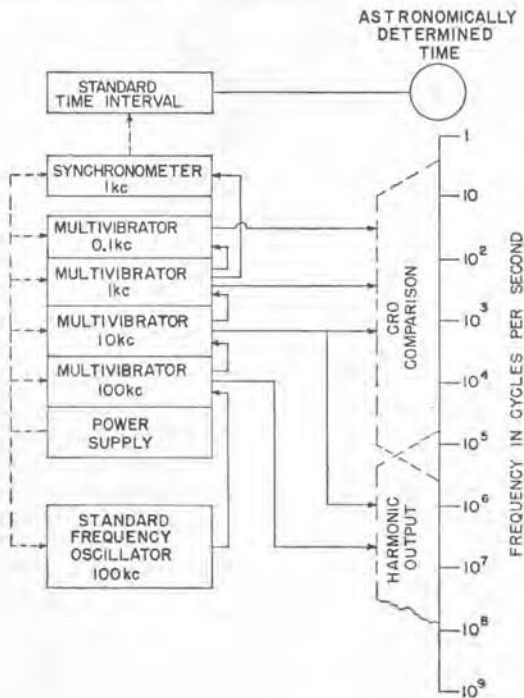 ASTRONOMICALLY
DETERMINED
TIME
STANDARD
TIME INTERVAL
SYNCHRONOMETER
1kc
MULTIVIBRATOR
0.1kc
MULTIVIBRATOR
1kc
MULTIVIBRATOR
10kc
MULTIVIBRATOR
100kc
POWER
SUPPLY
STANDARD
FREQUENCY
OSCILLATOR
100kc
CRO
COMPARISON
HARMONIC
OUTPUT
1
10
10²
10³
10⁴
10⁵
10⁶
10⁷
10⁸
10⁹
FREQUENCY IN CYCLES PER SECOND